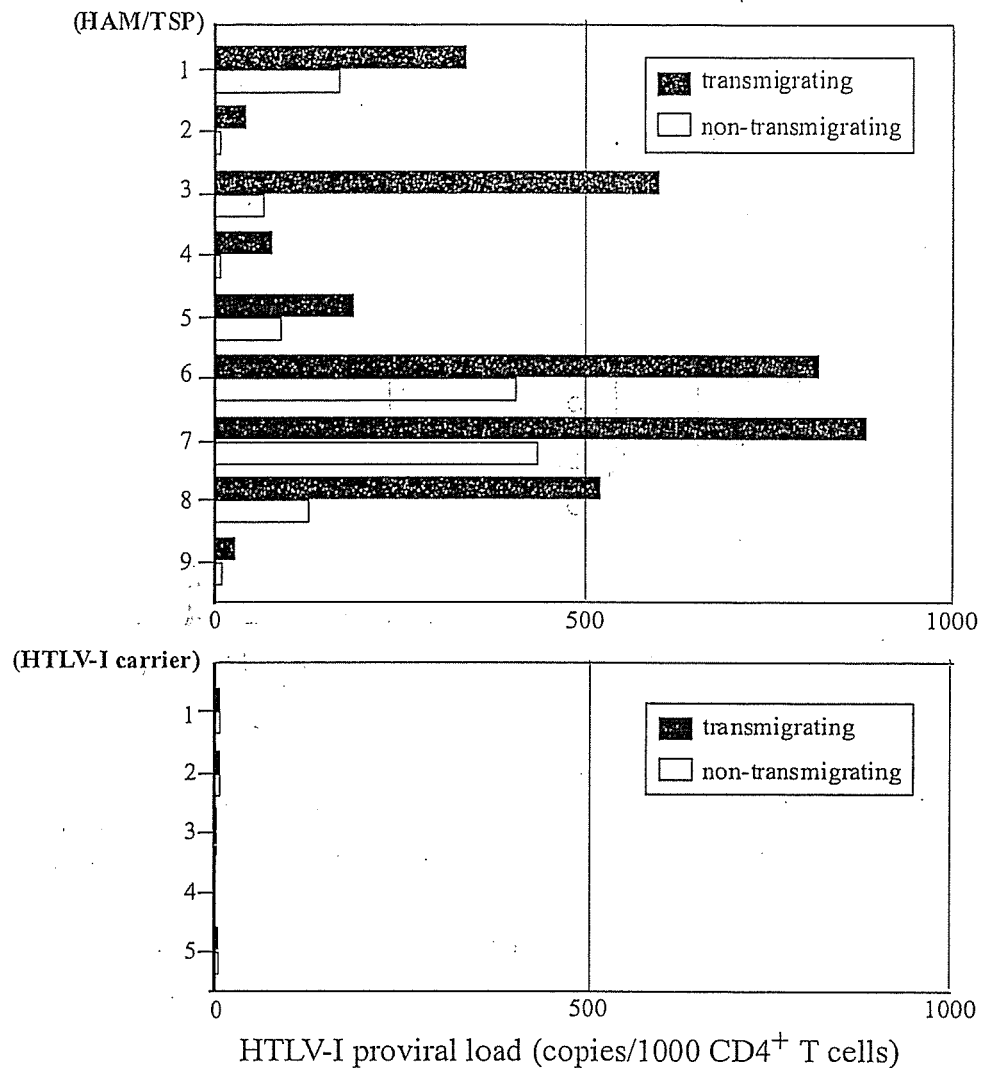 (HAM/TSP)
transmigrating
non-transmigrating
1
2
3
4
5
6
7
8
9
0 500 1000
(HTLV-I carrier)
transmigrating
non-transmigrating
1
2
3
4
5
0 500 1000
HTLV-I proviral load (copies/1000 CD4⁺ T cells)